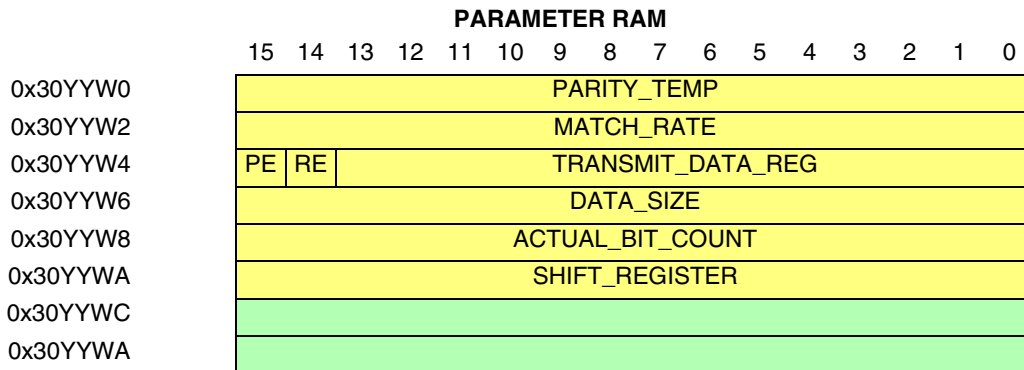 PARAMETER RAM
15 14 13 12 11 10 9 8 7 6 5 4 3 2 1 0
0x30YYW0 PARITY_TEMP
0x30YYW2 MATCH_RATE
0x30YYW4 PE RE TRANSMIT_DATA_REG
0x30YYW6 DATA_SIZE
0x30YYW8 ACTUAL_BIT_COUNT
0x30YYWA SHIFT_REGISTER
0x30YYWC
0x30YYWA